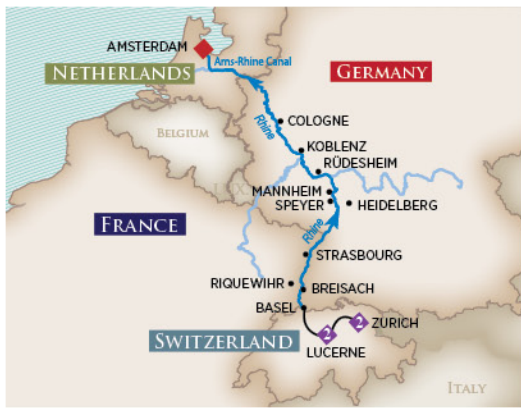 AMSTERDAM
Ams-Rhine Canal
NETHERLANDS
GERMANY
COLOGNE
BELGIUM
Rhine
KOBLENZ
RÜDESHEIM
LUX.
MANNHEIM
SPEYER
HEIDELBERG
FRANCE
Rhine
STRASBOURG
RIQUEWIHR
BREISACH
BASEL
2
ZÜRICH
SWITZERLAND
2
LUCERNE
ITALY